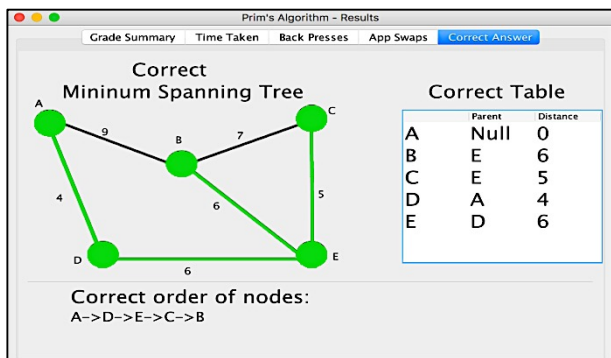 Prim's Algorithm - Results
Grade Summary Time Taken Back Presses App Swaps Correct Answer
Correct
Mininum Spanning Tree
A
9
B
7
C
4
6
5
D
6
E
Correct Table
Parent Distance
A Null 0
B E 6
C E 5
D A 4
E D 6
Correct order of nodes:
A->D->E->C->B